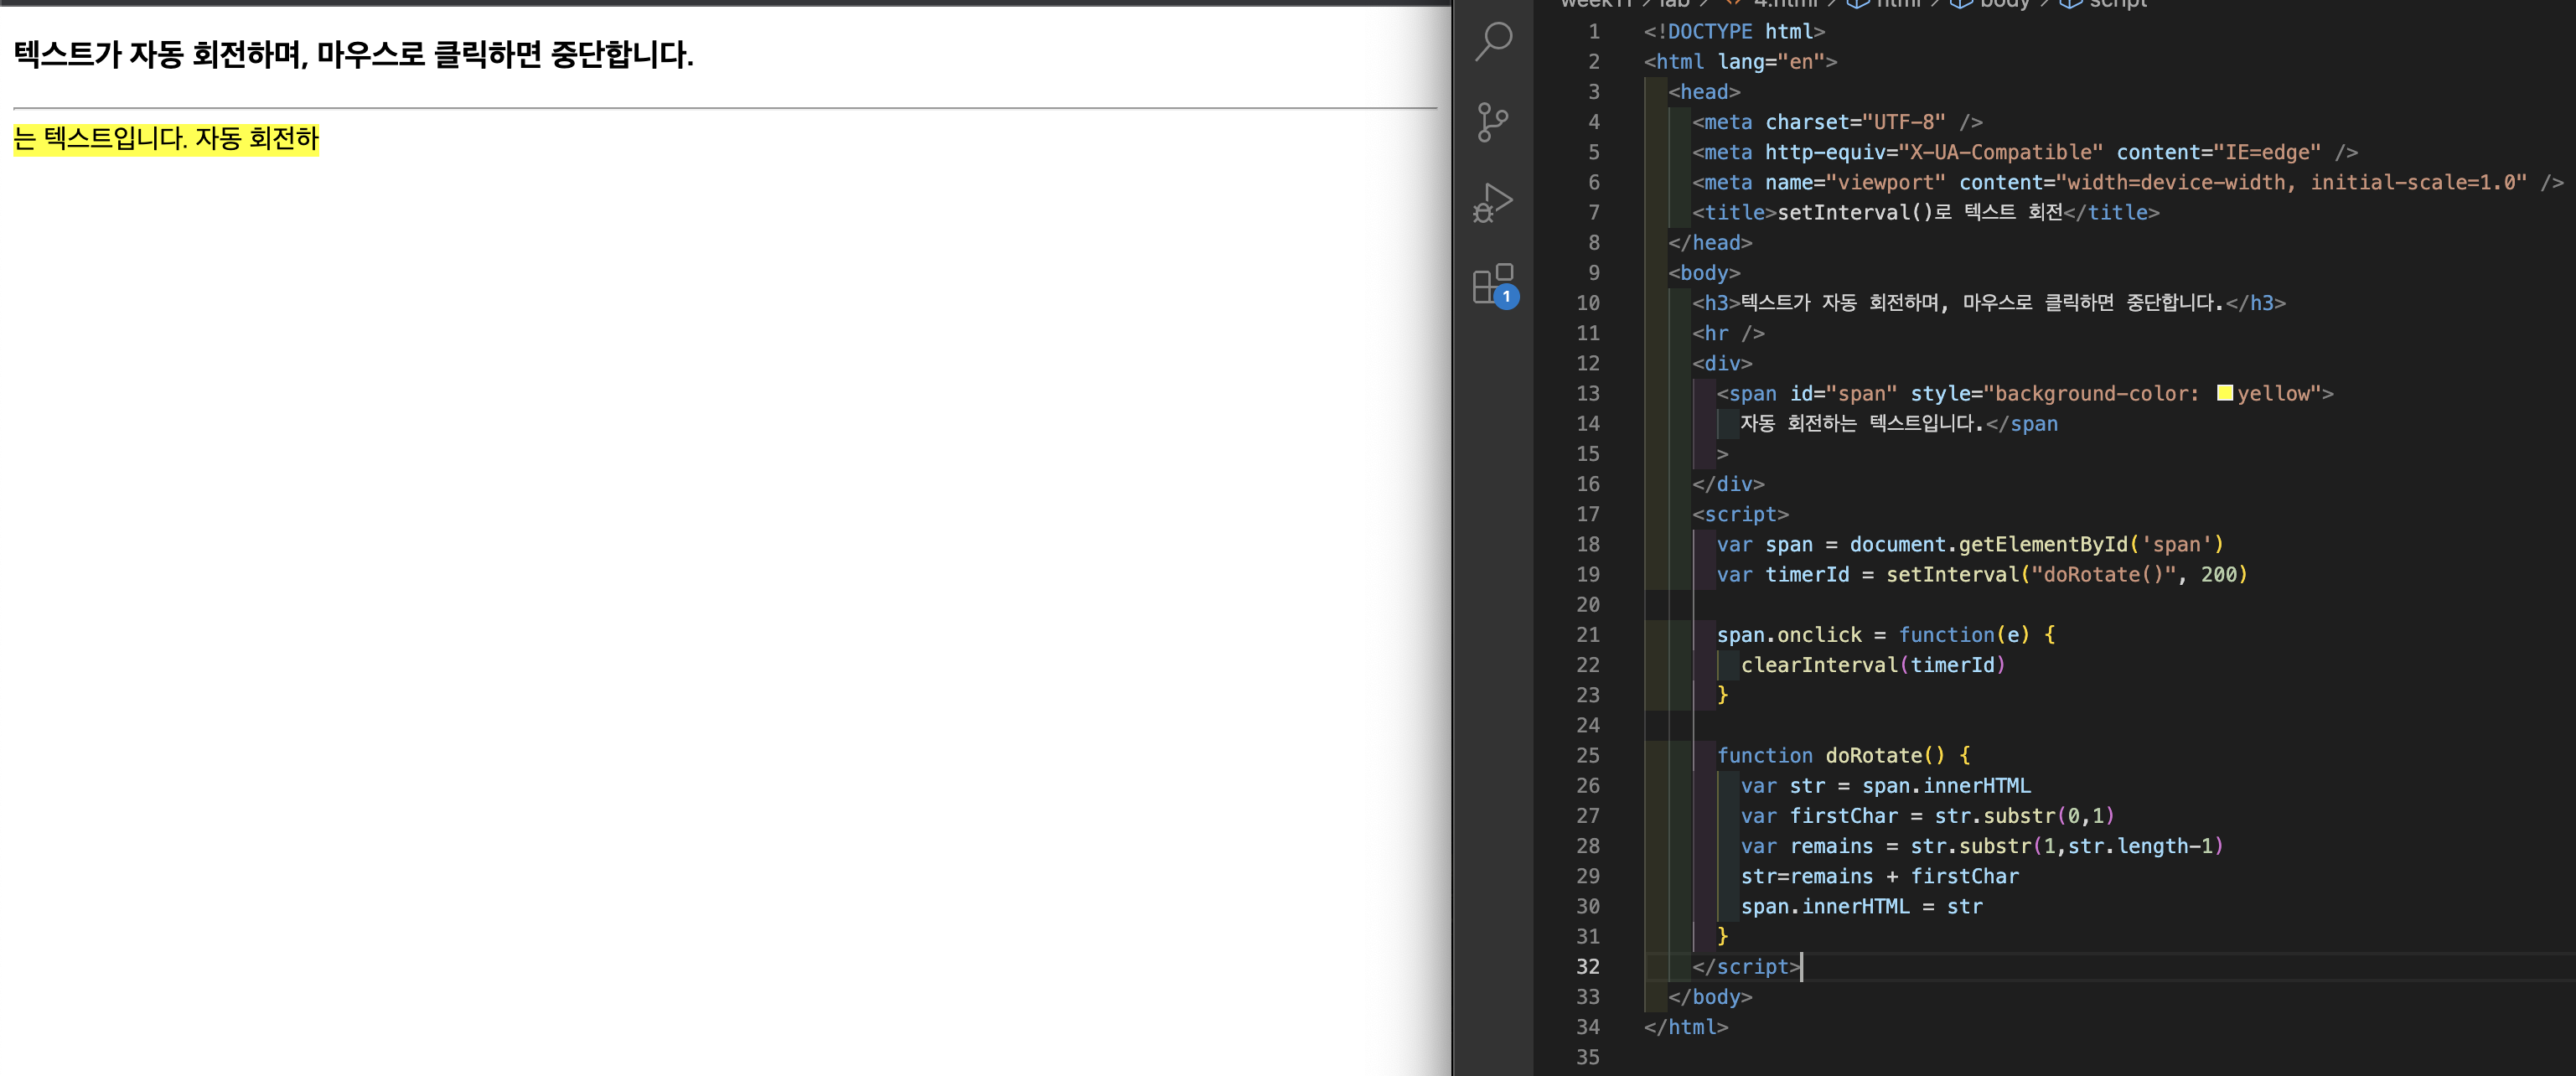 텍스트가 자동 회전하며, 마우스로 클릭하면 중단합니다.
는 텍스트입니다. 자동 회전하
week11 > lab > <> 4.html > html > body > script
1
1 <!DOCTYPE html>
2 <html lang="en">
3 <head>
4 <meta charset="UTF-8" />
5 <meta http-equiv="X-UA-Compatible" content="IE=edge" />
6 <meta name="viewport" content="width=device-width, initial-scale=1.0" />
7 <title>setInterval()로 텍스트 회전</title>
8 </head>
9 <body>
10 <h3>텍스트가 자동 회전하며, 마우스로 클릭하면 중단합니다.</h3>
11 <hr />
12 <div>
13 <span id="span" style="background-color: yellow">
14 자동 회전하는 텍스트입니다.</span
15 >
16 </div>
17 <script>
18 var span = document.getElementById('span')
19 var timerId = setInterval("doRotate()", 200)
20
21 span.onclick = function(e) {
22 clearInterval(timerId)
23 }
24
25 function doRotate() {
26 var str = span.innerHTML
27 var firstChar = str.substr(0,1)
28 var remains = str.substr(1,str.length-1)
29 str=remains + firstChar
30 span.innerHTML = str
31 }
32 </script>
33 </body>
34 </html>
35